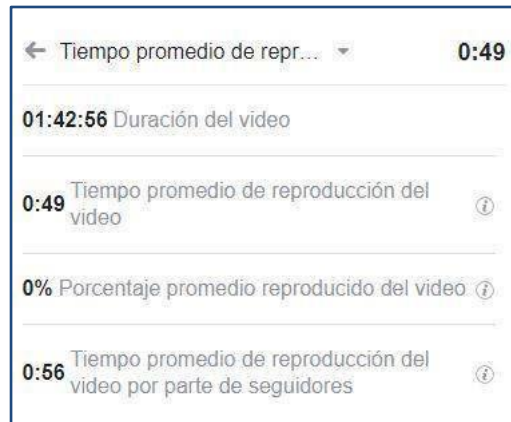 Tiempo promedio de repr... 0:49
01:42:56 Duración del video
0:49 Tiempo promedio de reproducción del
video
0% Porcentaje promedio reproducido del video
0:56 Tiempo promedio de reproducción del
video por parte de seguidores